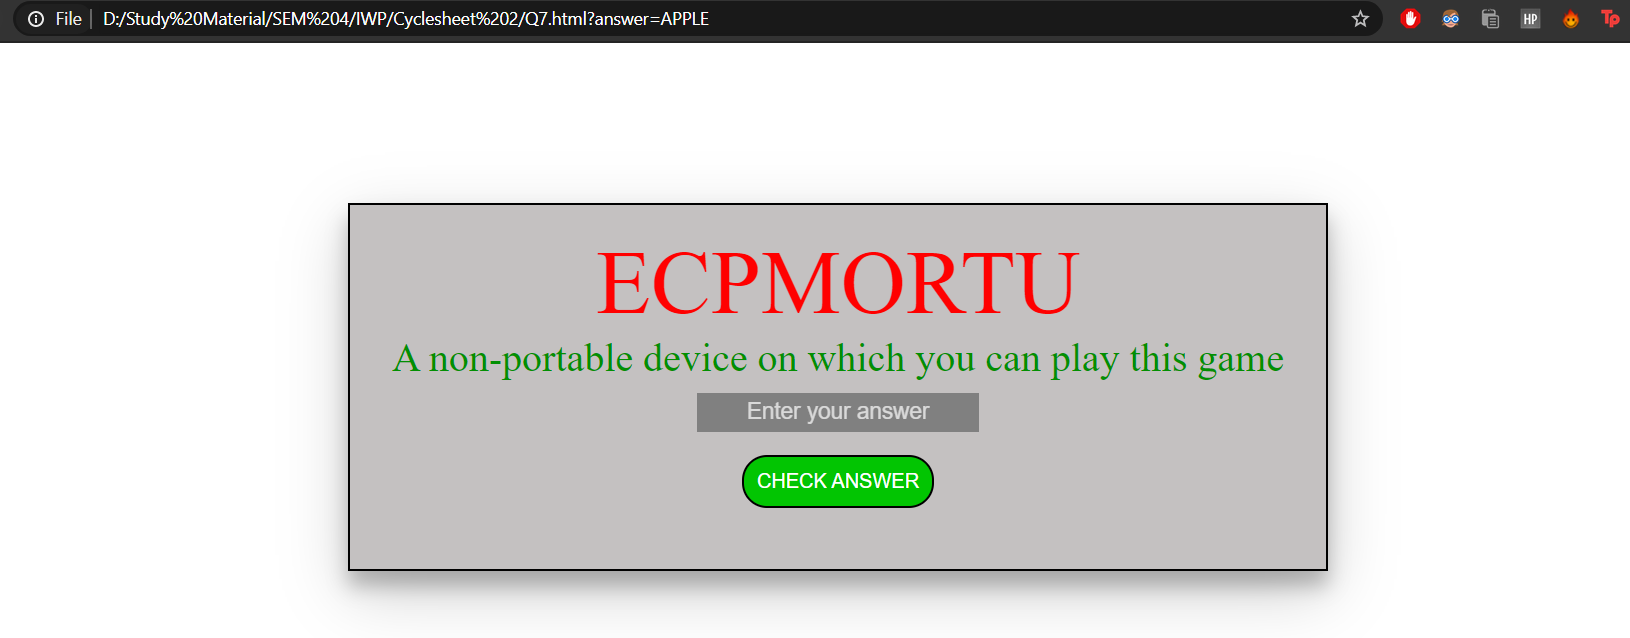 File D:/Study%20Material/SEM%204/IWP/Cyclesheet%202/Q7.html?answer=APPLE HP Tp
ECPMORTU
A non-portable device on which you can play this game
Enter your answer
CHECK ANSWER